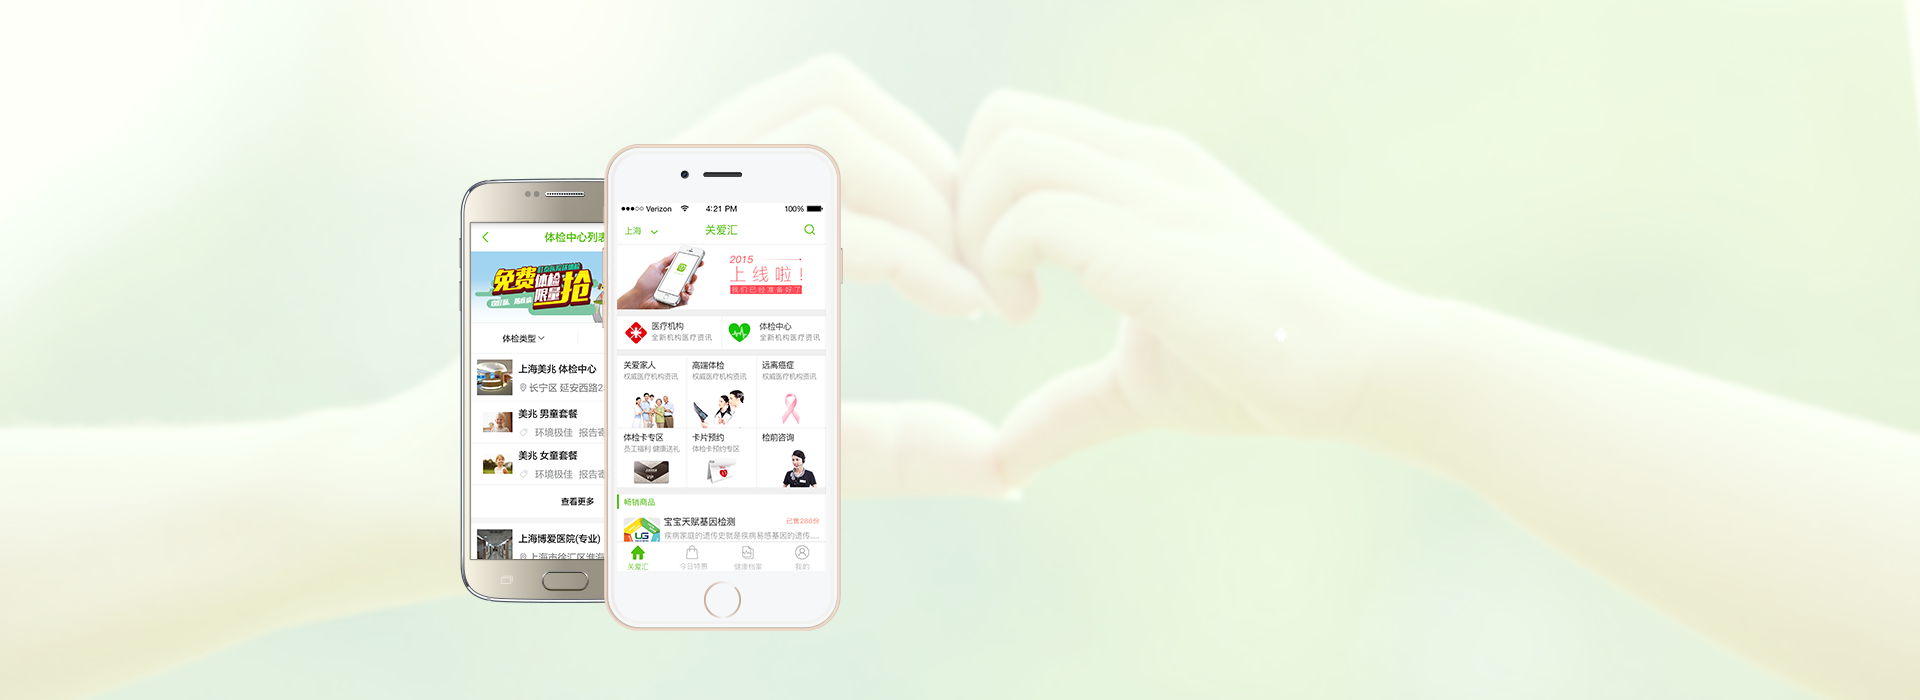 体检中心列表
免费体检限量抢
体检类型
上海美兆 体检中心
长宁区 延安西路2
美兆 男童套餐
环境极佳 报告寄
美兆 女童套餐
环境极佳 报告寄
查看更多
上海博爱医院(专业)
上海市徐汇区淮海
Verizon 4:21 PM 100%
上海 关爱汇
2015
上线啦!
我们已经准备好了
医疗机构 体检中心
全新机构医疗资讯 全新机构医疗资讯
关爱家人 高端体检 远离癌症
权威医疗机构资讯 权威医疗机构资讯 权威医疗机构资讯
体检卡专区 卡片预约 检前咨询
员工福利 健康送礼 体检卡预约专区
畅销商品
宝宝天赋基因检测 已售286份
疾病家庭的遗传史就是疾病易感基因的遗传......
关爱汇 今日特惠 健康档案 我的